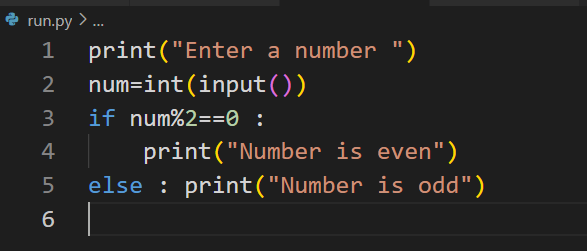 run.py > ...
1 print("Enter a number ")
2 num=int(input())
3 if num%2==0 :
4     print("Number is even")
5 else : print("Number is odd")
6